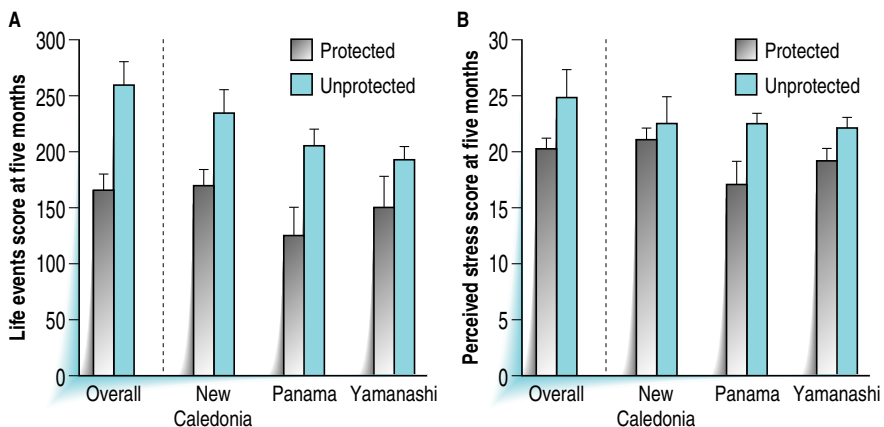 A
Life events score at five months
300
250
200
150
100
50
0
Protected
Unprotected
Overall
New
Caledonia
Panama
Yamanashi
B
Perceived stress score at five months
30
25
20
15
10
5
0
Protected
Unprotected
Overall
New
Caledonia
Panama
Yamanashi